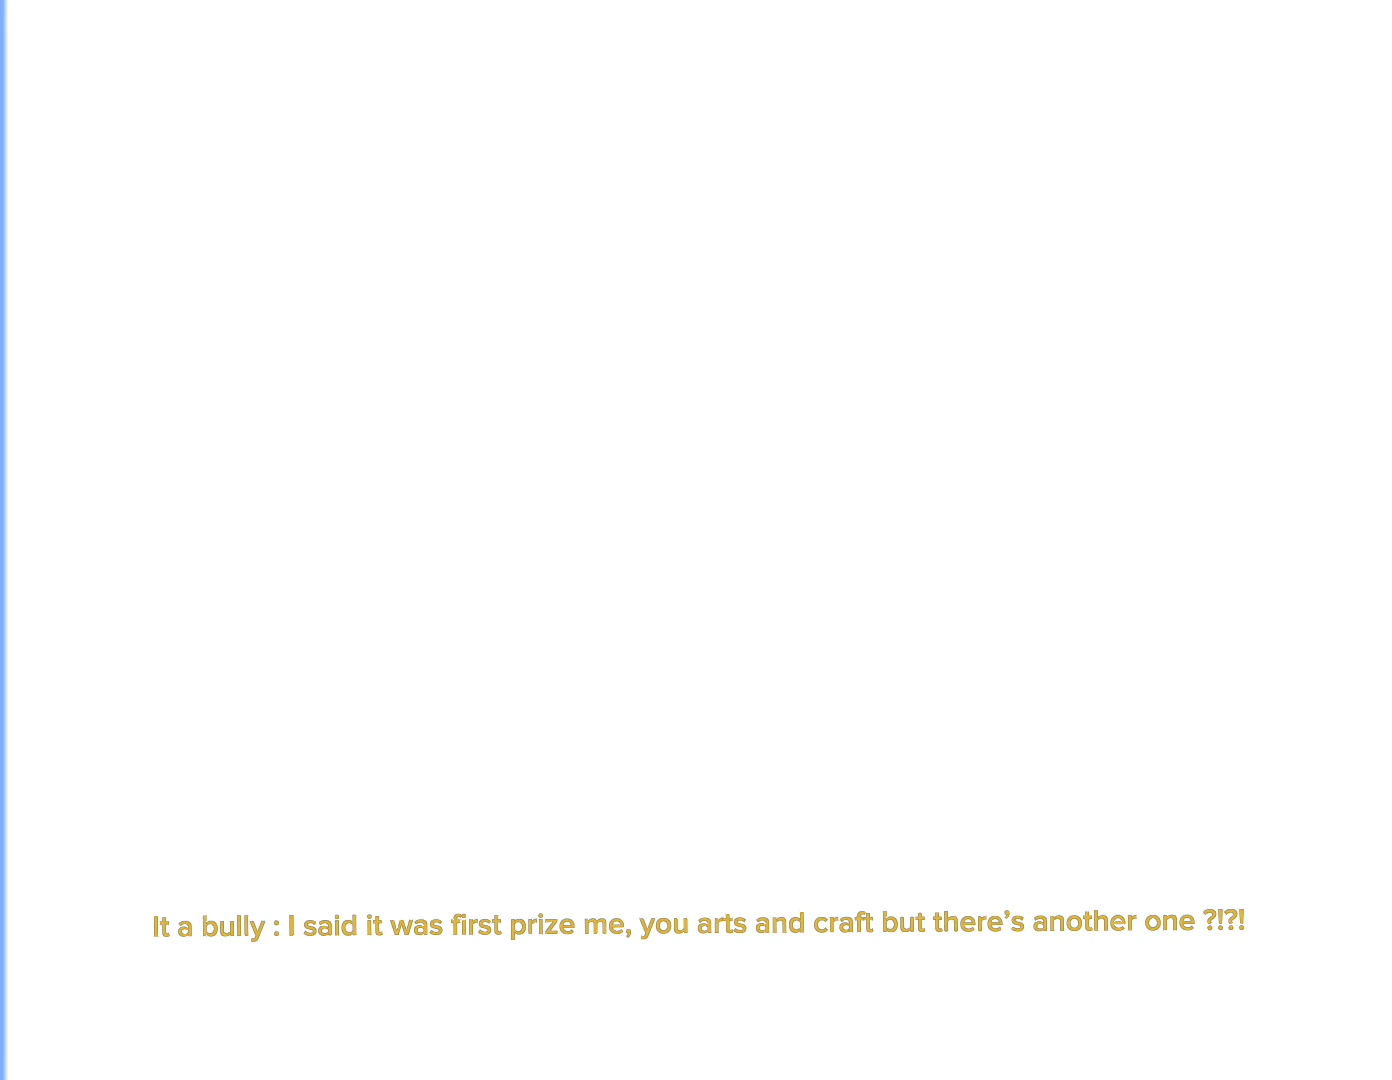 It a bully : I said it was first prize me, you arts and craft but there’s another one ?!?!